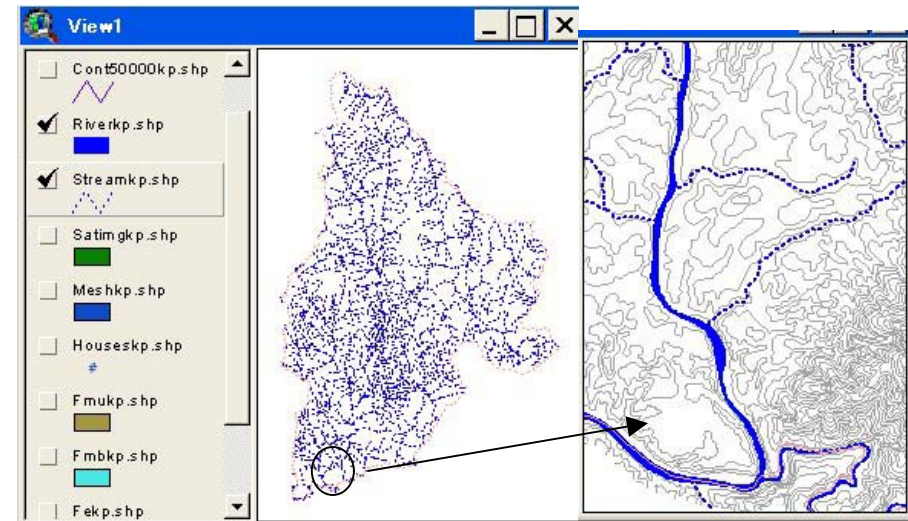 View1
Cont50000kp.shp
Riverkp.shp
Streamkp.shp
Satimgkp.shp
Meshkp.shp
Houseskp.shp
Fmukp.shp
Fmbkp.shp
Fekp.shp